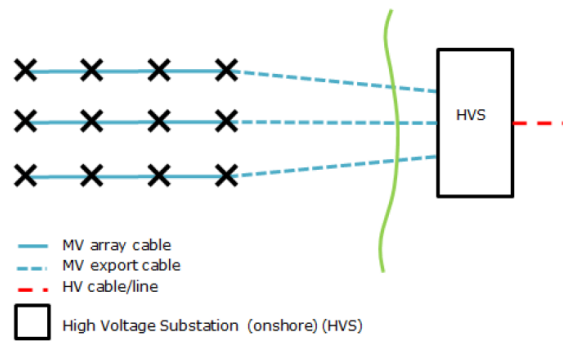 HVS
MV array cable
MV export cable
HV cable/line
High Voltage Substation (onshore) (HVS)